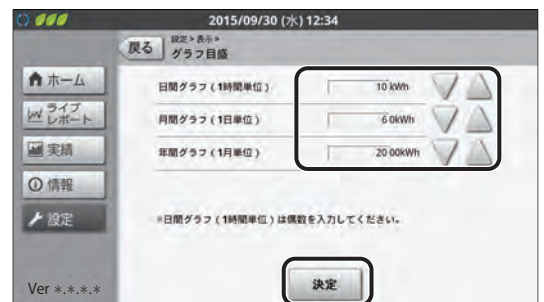 2015/09/30 (水) 12:34
戻る
設定>表示>
グラフ目盛
ホーム
ライブ
レポート
実績
情報
設定
Ver *.*.*.*
日間グラフ(1時間単位) 10 kWh
月間グラフ(1日単位) 60kWh
年間グラフ(1月単位) 2000kWh
*日間グラフ(1時間単位)は偶数を入力してください。
決定